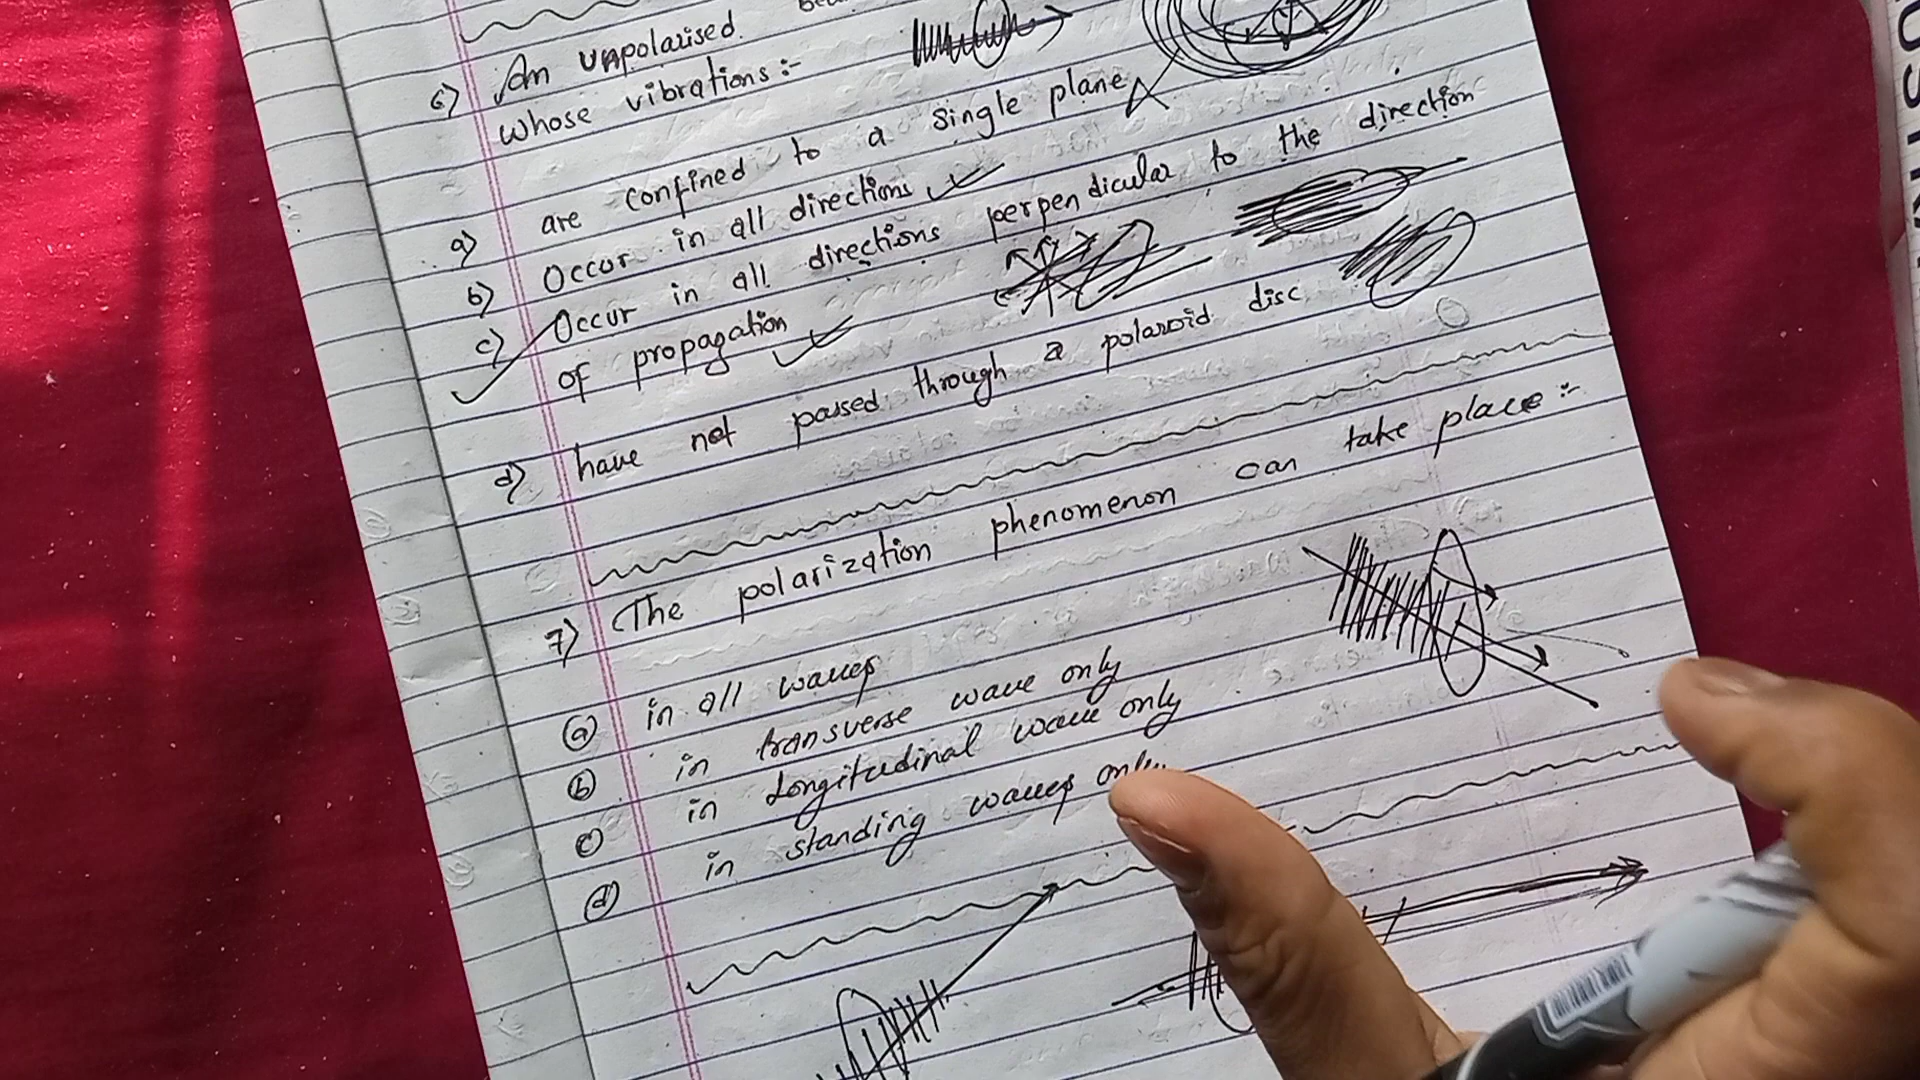 6) An unpolarised
whose vibrations :-
a) are confined to a single plane
b) Occur in all directions
c) Occur in all directions perpendicular to the direction
of propagation
d) have not passed through a polaroid disc
7) The polarization phenomenon can take place :-
(a) in all waves
(b) in transverse wave only
(c) in longitudinal wave only
(d) in standing waves only